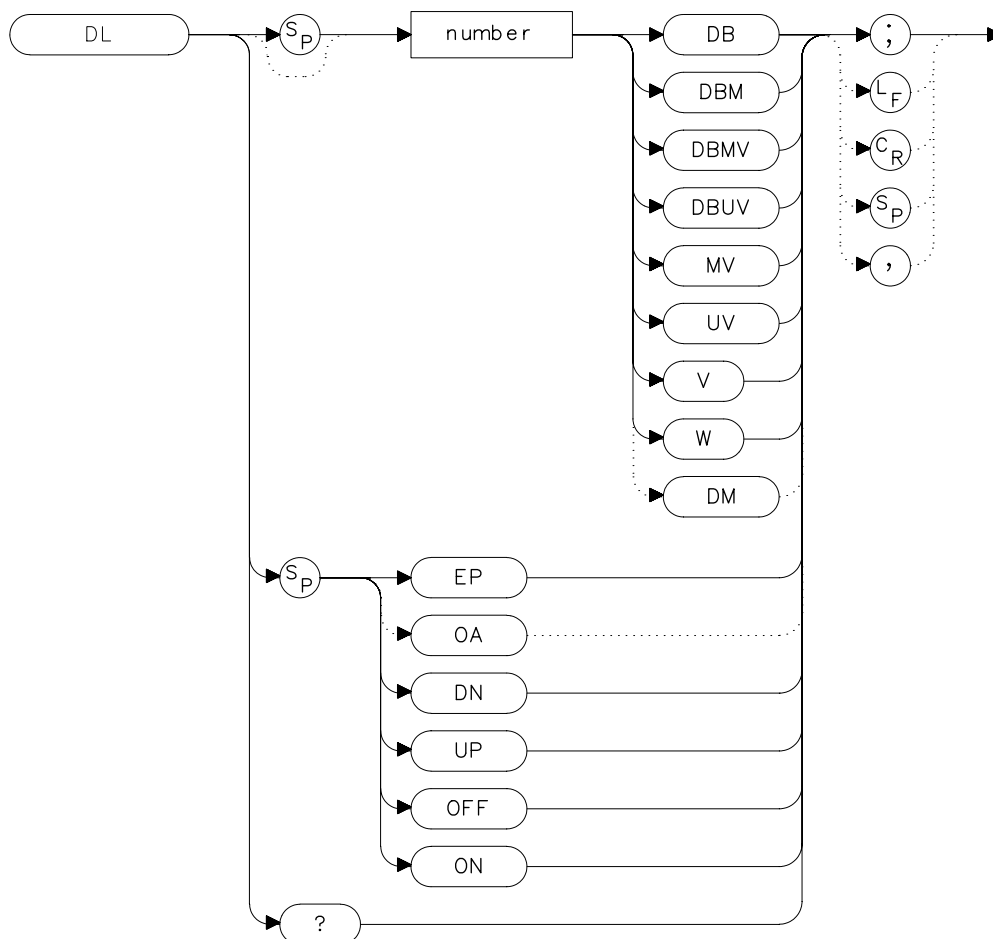 DL
SP
number
DB
;
DBM
LF
DBMV
CR
DBUV
SP
MV
,
UV
V
W
DM
SP
EP
OA
DN
UP
OFF
ON
?